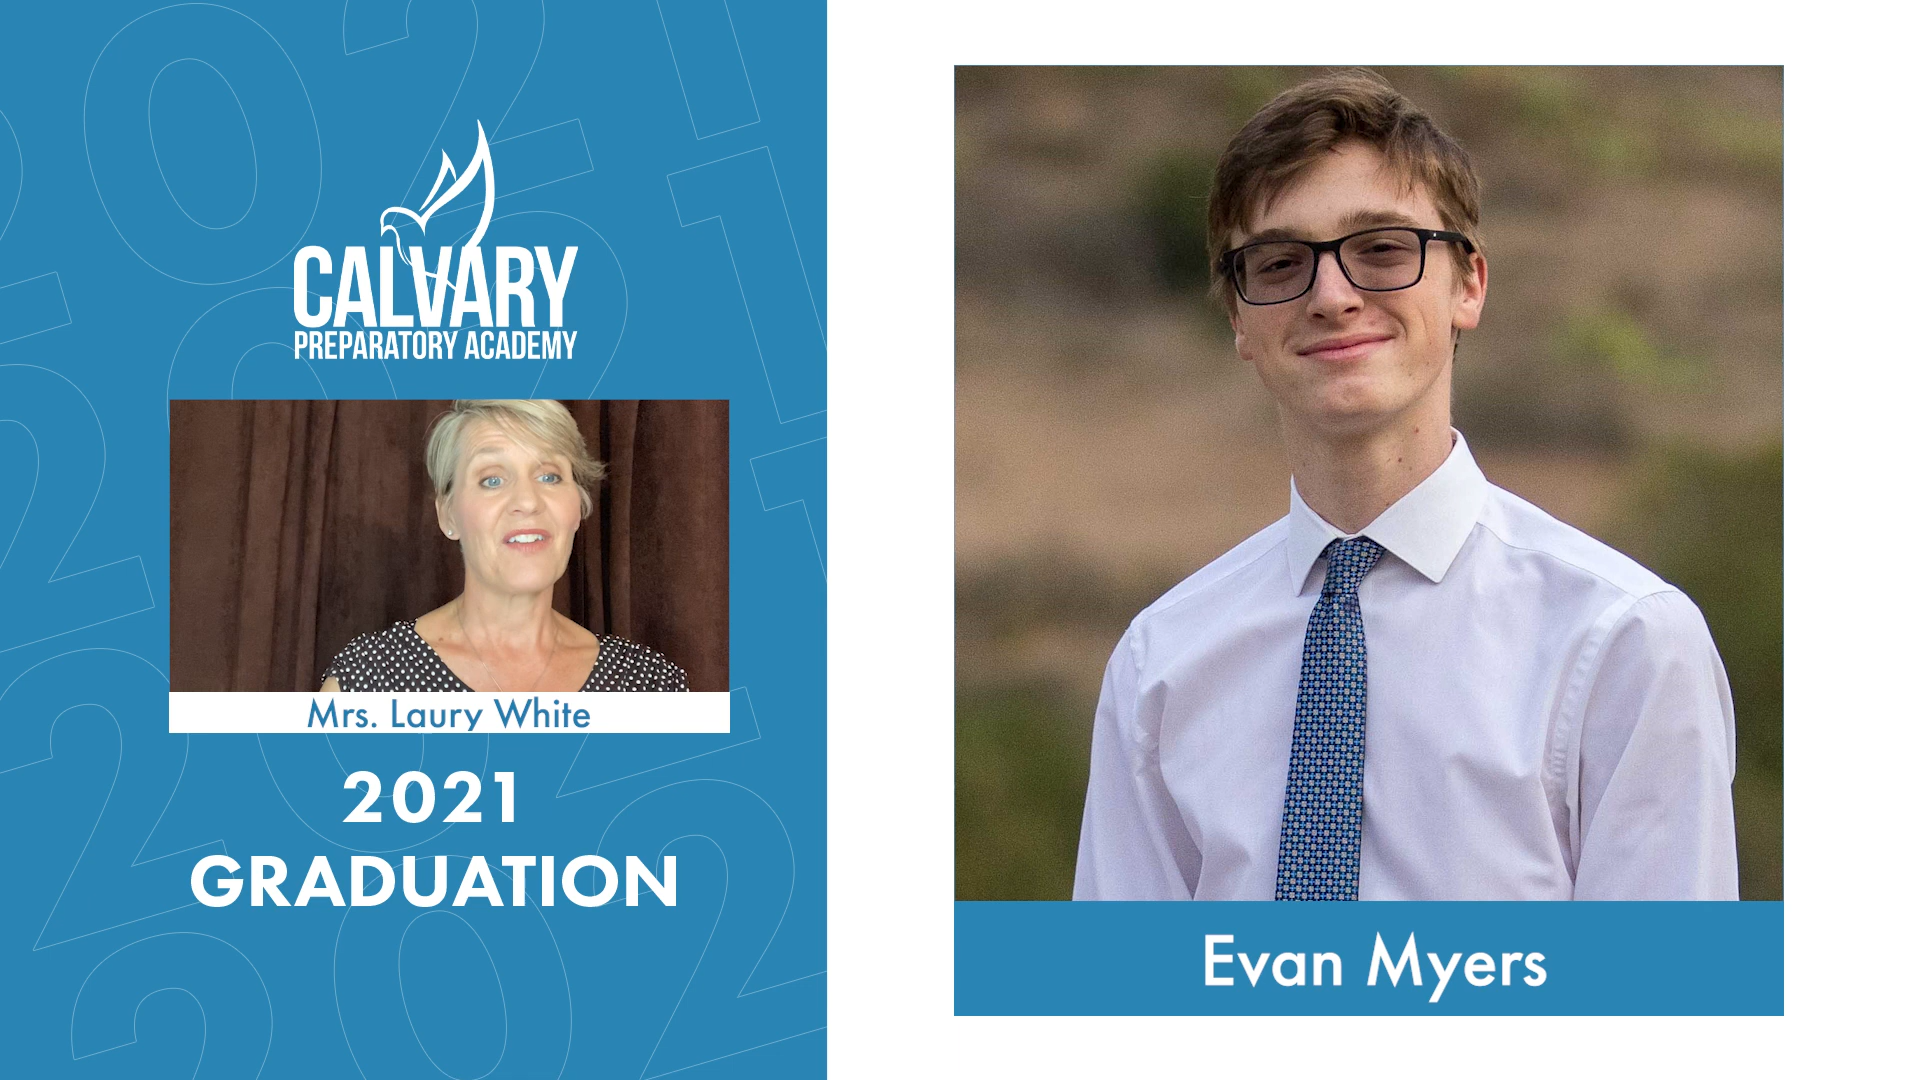 CALVARY
PREPARATORY ACADEMY
Mrs. Laury White
2021
GRADUATION
Evan Myers